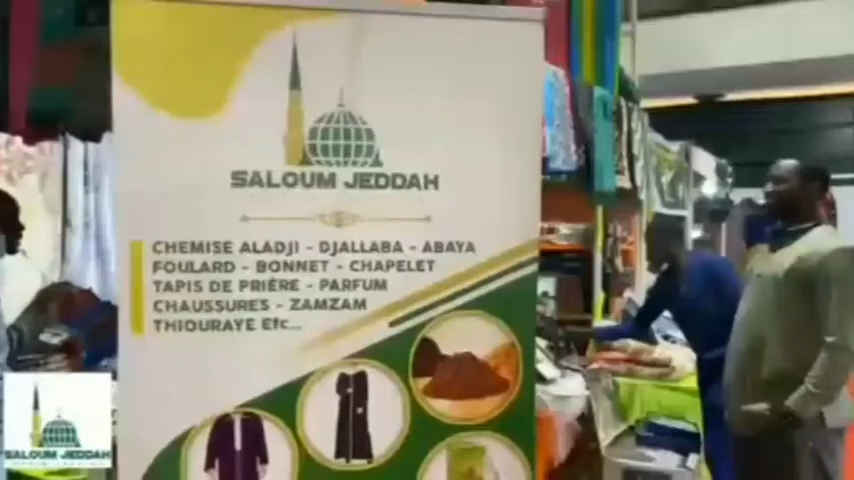 SALOUM JEDDAH
CHEMISE ALADJI - DJALLABA - ABAYA
FOULARD - BONNET - CHAPELET
TAPIS DE PRIÈRE - PARFUM
CHAUSSURES - ZAMZAM
THIOURAYE Etc...
SALOUM JEDDAH